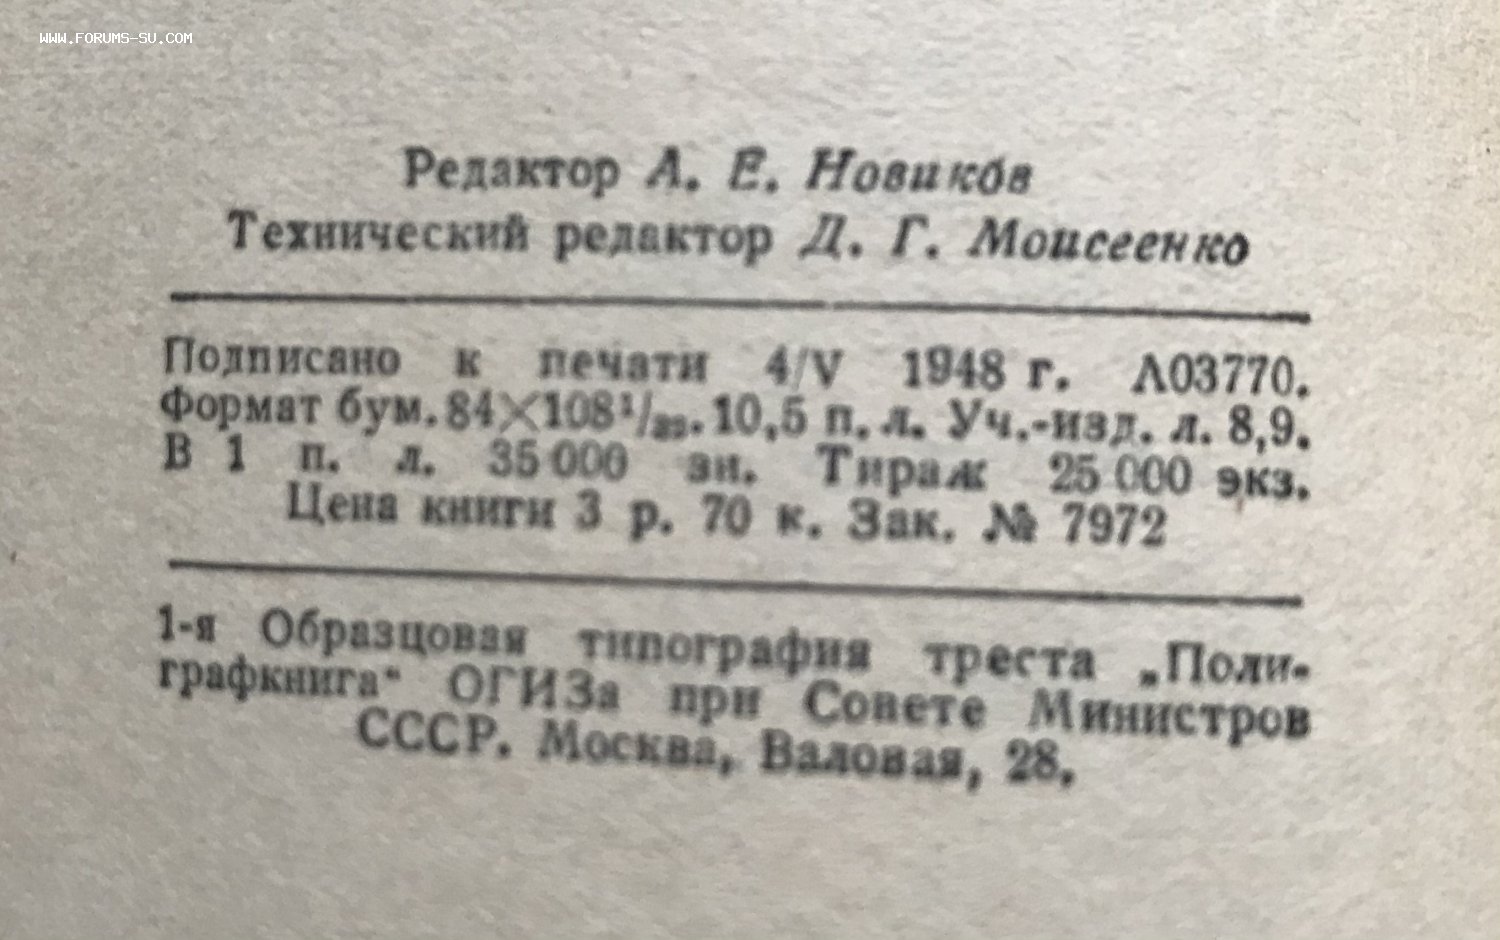 WWW.FORUMS-SU.COM
Редактор А. Е. Новиков
Технический редактор Д. Г. Моисеенко
Подписано к печати 4/V 1948 г. Л03770.
Формат бум. 84×108¹/₃₂. 10,5 п. л. Уч.-изд. л. 8,9.
В 1 п. л. 35 000 зн. Тираж 25 000 экз.
Цена книги 3 р. 70 к. Зак. № 7972
1-я Образцовая типография треста „Поли-
графкнига“ ОГИЗа при Совете Министров
СССР. Москва, Валовая, 28.